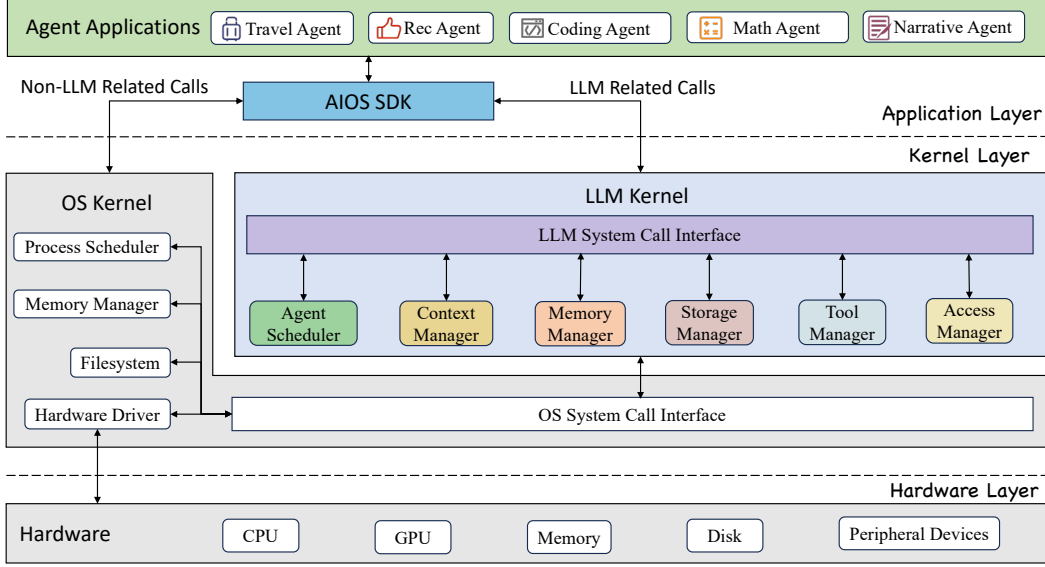 Agent Applications
Travel Agent
Rec Agent
Coding Agent
Math Agent
Narrative Agent
Non-LLM Related Calls
AIOS SDK
LLM Related Calls
Application Layer
Kernel Layer
OS Kernel
Process Scheduler
Memory Manager
Filesystem
Hardware Driver
LLM Kernel
LLM System Call Interface
Agent
Scheduler
Context
Manager
Memory
Manager
Storage
Manager
Tool
Manager
Access
Manager
OS System Call Interface
Hardware Layer
Hardware
CPU
GPU
Memory
Disk
Peripheral Devices